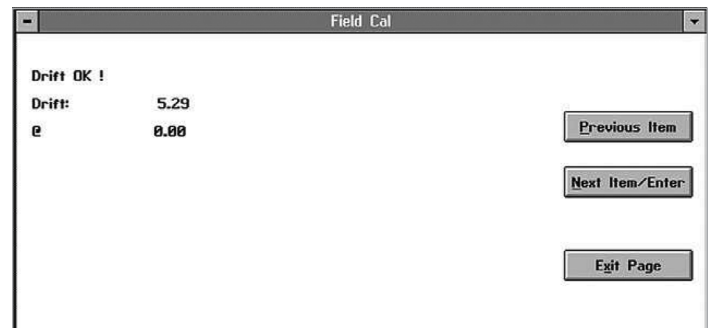 Field Cal
Drift OK !
Drift: 5.29
@ 0.00
Previous Item
Next Item/Enter
Exit Page